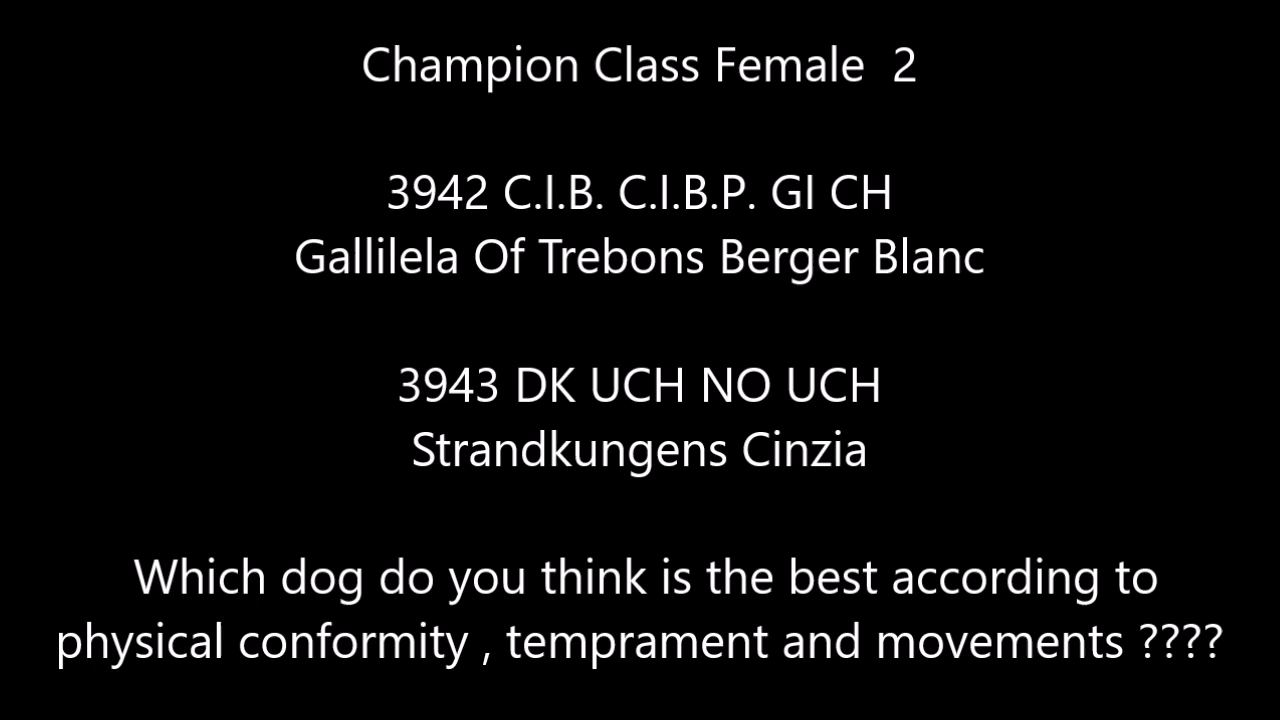 Champion Class Female  2
3942 C.I.B. C.I.B.P. GI CH
Gallilela Of Trebons Berger Blanc
3943 DK UCH NO UCH
Strandkungens Cinzia
Which dog do you think is the best according to
physical conformity , temprament and movements ????